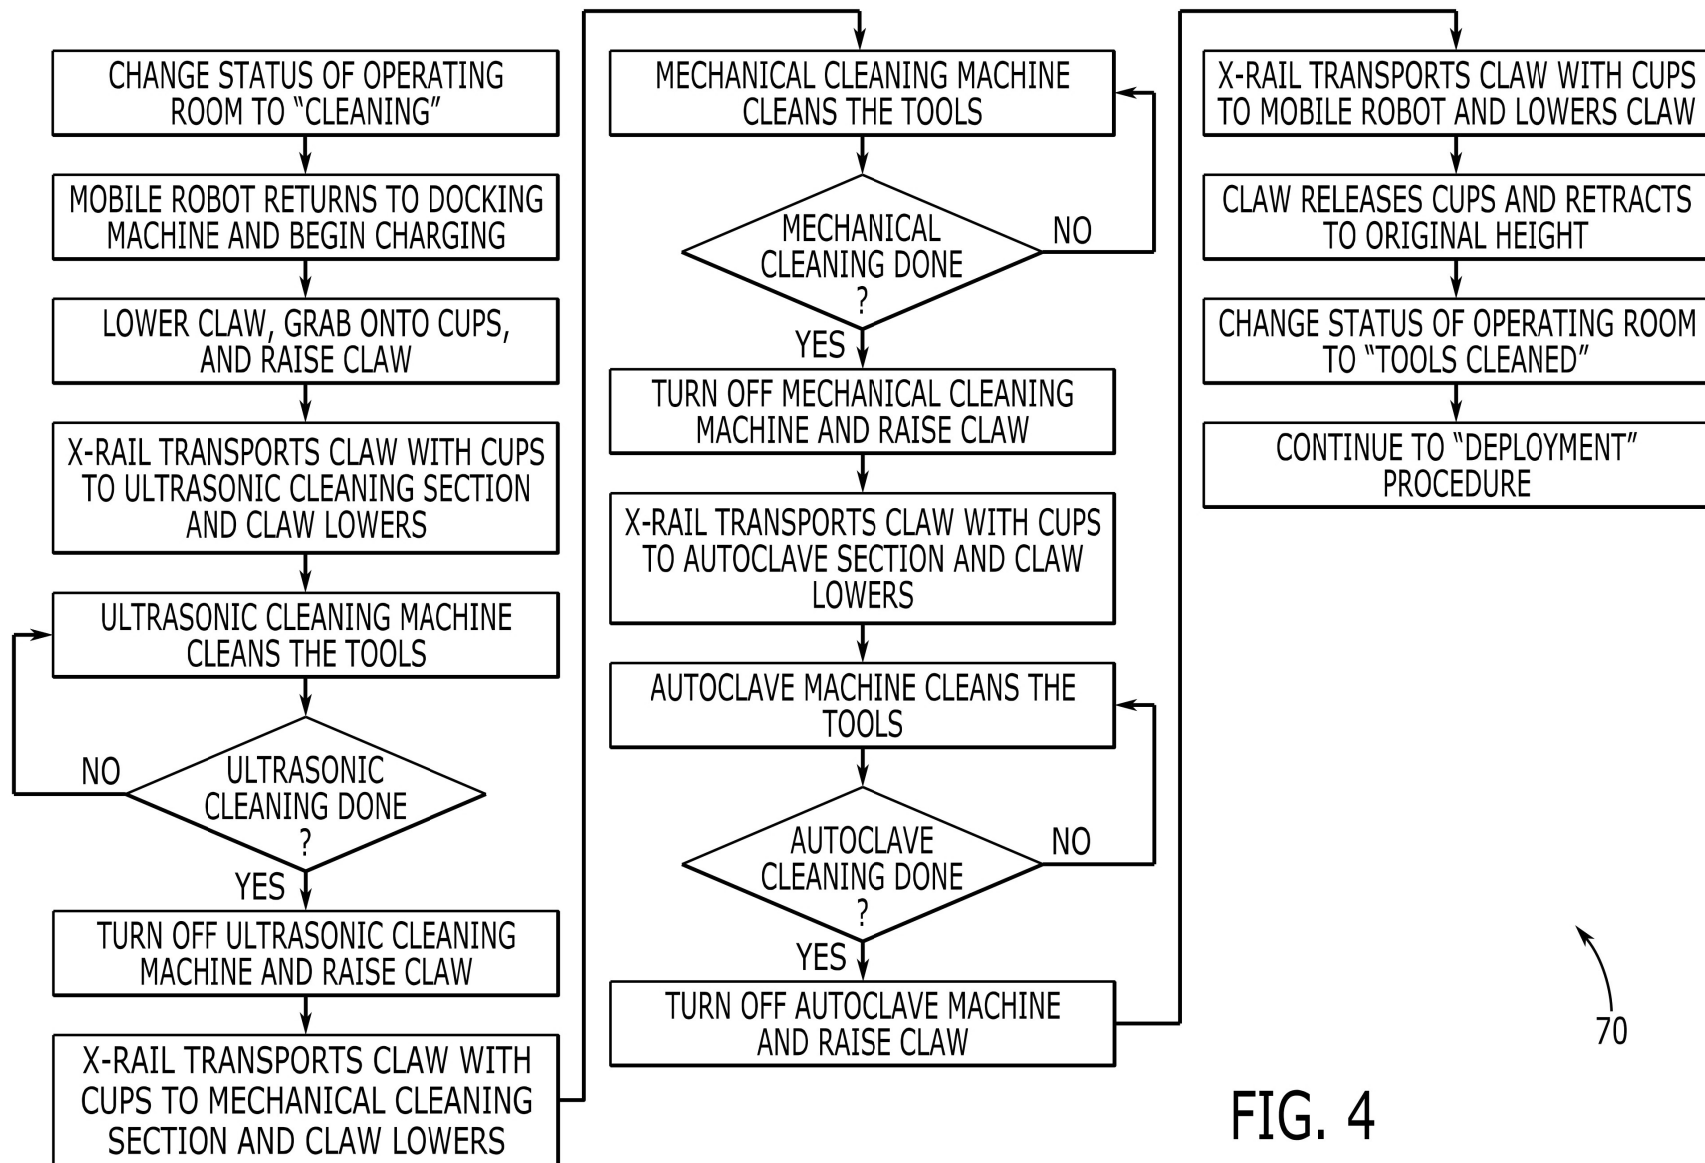 CHANGE STATUS OF OPERATING
ROOM TO “CLEANING”
MOBILE ROBOT RETURNS TO DOCKING
MACHINE AND BEGIN CHARGING
LOWER CLAW, GRAB ONTO CUPS,
AND RAISE CLAW
X-RAIL TRANSPORTS CLAW WITH CUPS
TO ULTRASONIC CLEANING SECTION
AND CLAW LOWERS
ULTRASONIC CLEANING MACHINE
CLEANS THE TOOLS
NO
ULTRASONIC
CLEANING DONE
?
YES
TURN OFF ULTRASONIC CLEANING
MACHINE AND RAISE CLAW
X-RAIL TRANSPORTS CLAW WITH
CUPS TO MECHANICAL CLEANING
SECTION AND CLAW LOWERS
MECHANICAL CLEANING MACHINE
CLEANS THE TOOLS
MECHANICAL
CLEANING DONE
?
NO
YES
TURN OFF MECHANICAL CLEANING
MACHINE AND RAISE CLAW
X-RAIL TRANSPORTS CLAW WITH CUPS
TO AUTOCLAVE SECTION AND CLAW
LOWERS
AUTOCLAVE MACHINE CLEANS THE
TOOLS
AUTOCLAVE
CLEANING DONE
?
NO
YES
TURN OFF AUTOCLAVE MACHINE
AND RAISE CLAW
X-RAIL TRANSPORTS CLAW WITH CUPS
TO MOBILE ROBOT AND LOWERS CLAW
CLAW RELEASES CUPS AND RETRACTS
TO ORIGINAL HEIGHT
CHANGE STATUS OF OPERATING ROOM
TO “TOOLS CLEANED”
CONTINUE TO “DEPLOYMENT”
PROCEDURE
70
FIG. 4